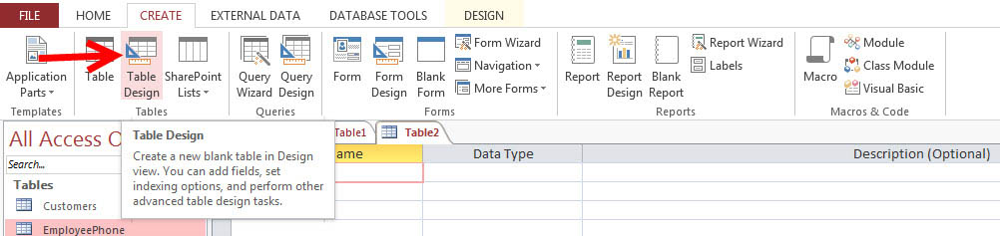 FILE HOME CREATE EXTERNAL DATA DATABASE TOOLS DESIGN
Application Parts
Table
Table Design
SharePoint Lists
Templates
Tables
Query Wizard
Query Design
Queries
Form
Form Design
Blank Form
Form Wizard
Navigation
More Forms
Forms
Report
Report Design
Blank Report
Report Wizard
Labels
Reports
Macro
Module
Class Module
Visual Basic
Macros & Code
All Access O
Search...
Tables
Customers
EmployeePhone
Table Design
Create a new blank table in Design
view. You can add fields, set
indexing options, and perform other
advanced table design tasks.
Table1
Table2
ame
Data Type
Description (Optional)